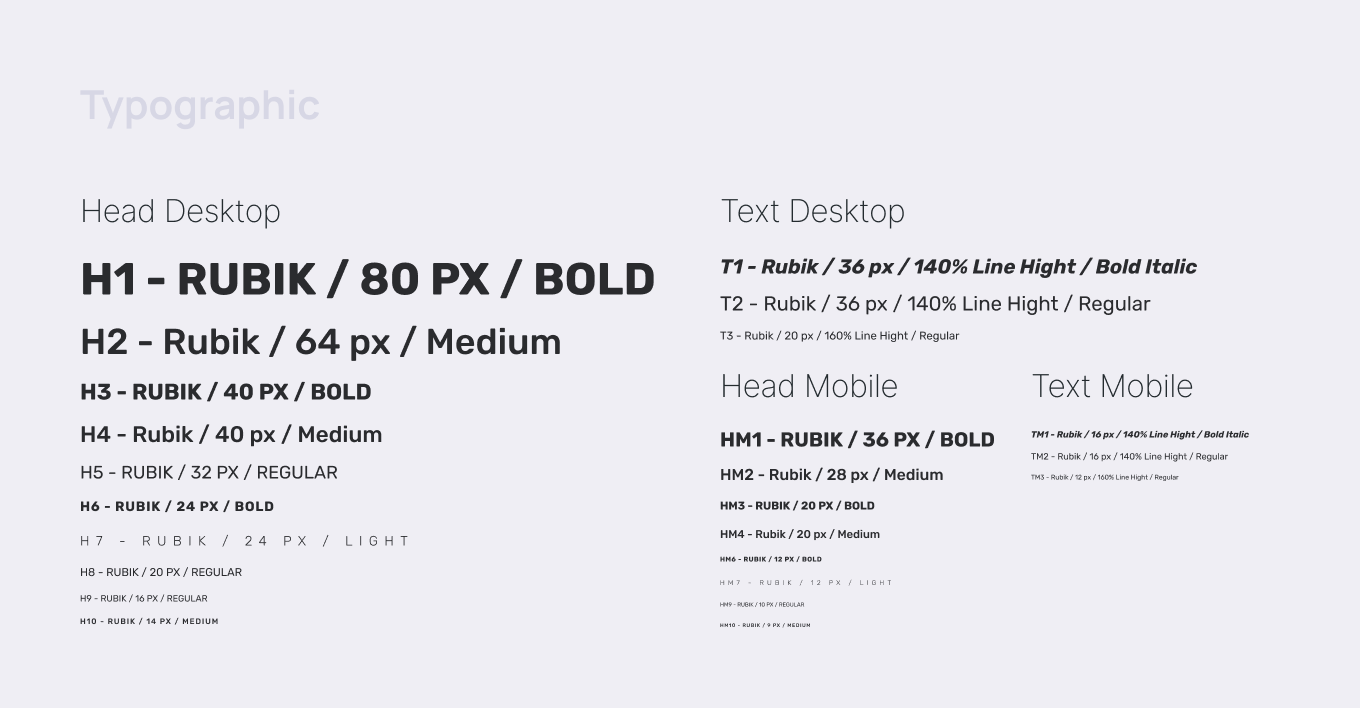 Typographic
Head Desktop
H1 - RUBIK / 80 PX / BOLD
H2 - Rubik / 64 px / Medium
H3 - RUBIK / 40 PX / BOLD
H4 - Rubik / 40 px / Medium
H5 - RUBIK / 32 PX / REGULAR
H6 - RUBIK / 24 PX / BOLD
H7 - RUBIK / 24 PX / LIGHT
H8 - RUBIK / 20 PX / REGULAR
H9 - RUBIK / 16 PX / REGULAR
H10 - RUBIK / 14 PX / MEDIUM
Text Desktop
T1 - Rubik / 36 px / 140% Line Hight / Bold Italic
T2 - Rubik / 36 px / 140% Line Hight / Regular
T3 - Rubik / 20 px / 160% Line Hight / Regular
Head Mobile
HM1 - RUBIK / 36 PX / BOLD
HM2 - Rubik / 28 px / Medium
HM3 - RUBIK / 20 PX / BOLD
HM4 - Rubik / 20 px / Medium
HM6 - RUBIK / 12 PX / BOLD
HM7 - RUBIK / 12 PX / LIGHT
HM9 - RUBIK / 10 PX / REGULAR
HM10 - RUBIK / 9 PX / MEDIUM
Text Mobile
TM1 - Rubik / 16 px / 140% Line Hight / Bold Italic
TM2 - Rubik / 16 px / 140% Line Hight / Regular
TM3 - Rubik / 12 px / 160% Line Hight / Regular